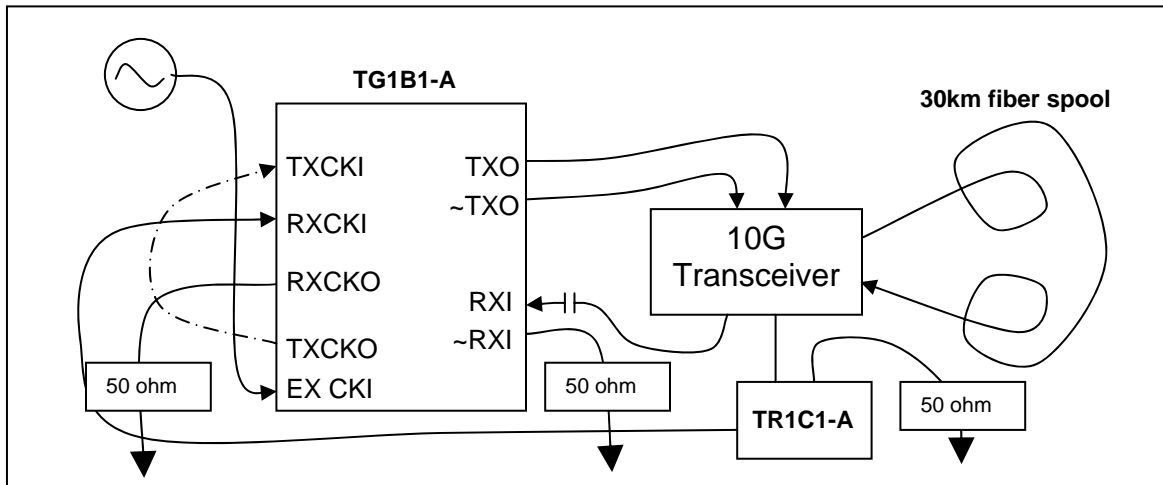 TG1B1-A
30km fiber spool
TXCKI
TXO
~TXO
RXCKI
10G
Transceiver
RXCKO
RXI
~RXI
TXCKO
50 ohm
EX CKI
50 ohm
TR1C1-A
50 ohm